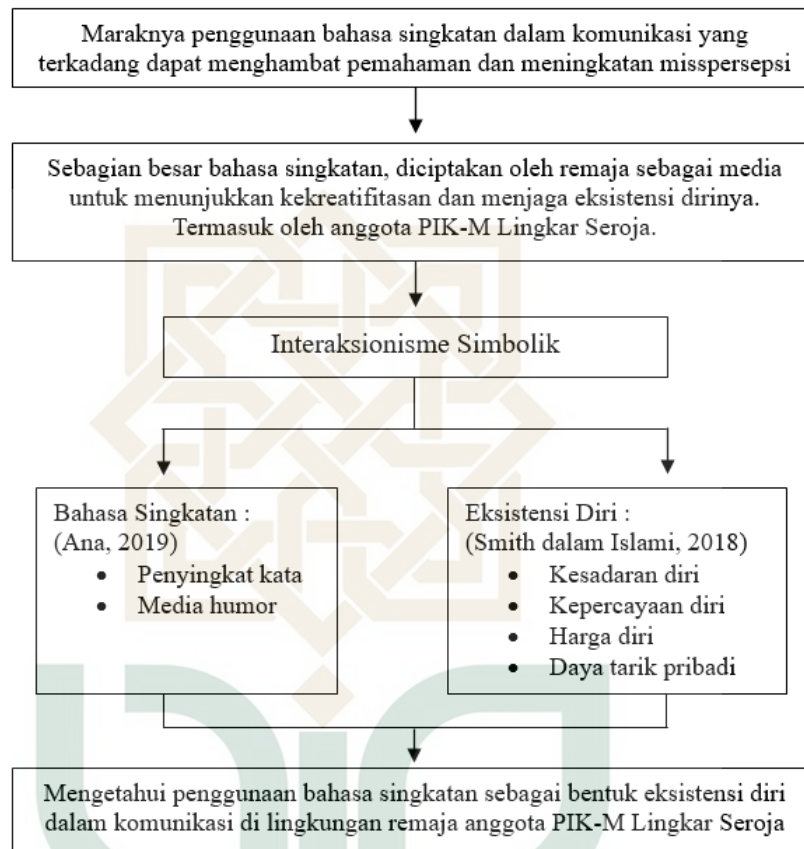 Maraknya penggunaan bahasa singkatan dalam komunikasi yang
terkadang dapat menghambat pemahaman dan meningkatan misspersepsi
Sebagian besar bahasa singkatan, diciptakan oleh remaja sebagai media
untuk menunjukkan kekreatifitasan dan menjaga eksistensi dirinya.
Termasuk oleh anggota PIK-M Lingkar Seroja.
Interaksionisme Simbolik
Bahasa Singkatan :
(Ana, 2019)
• Penyingkat kata
• Media humor
Eksistensi Diri :
(Smith dalam Islami, 2018)
• Kesadaran diri
• Kepercayaan diri
• Harga diri
• Daya tarik pribadi
Mengetahui penggunaan bahasa singkatan sebagai bentuk eksistensi diri
dalam komunikasi di lingkungan remaja anggota PIK-M Lingkar Seroja